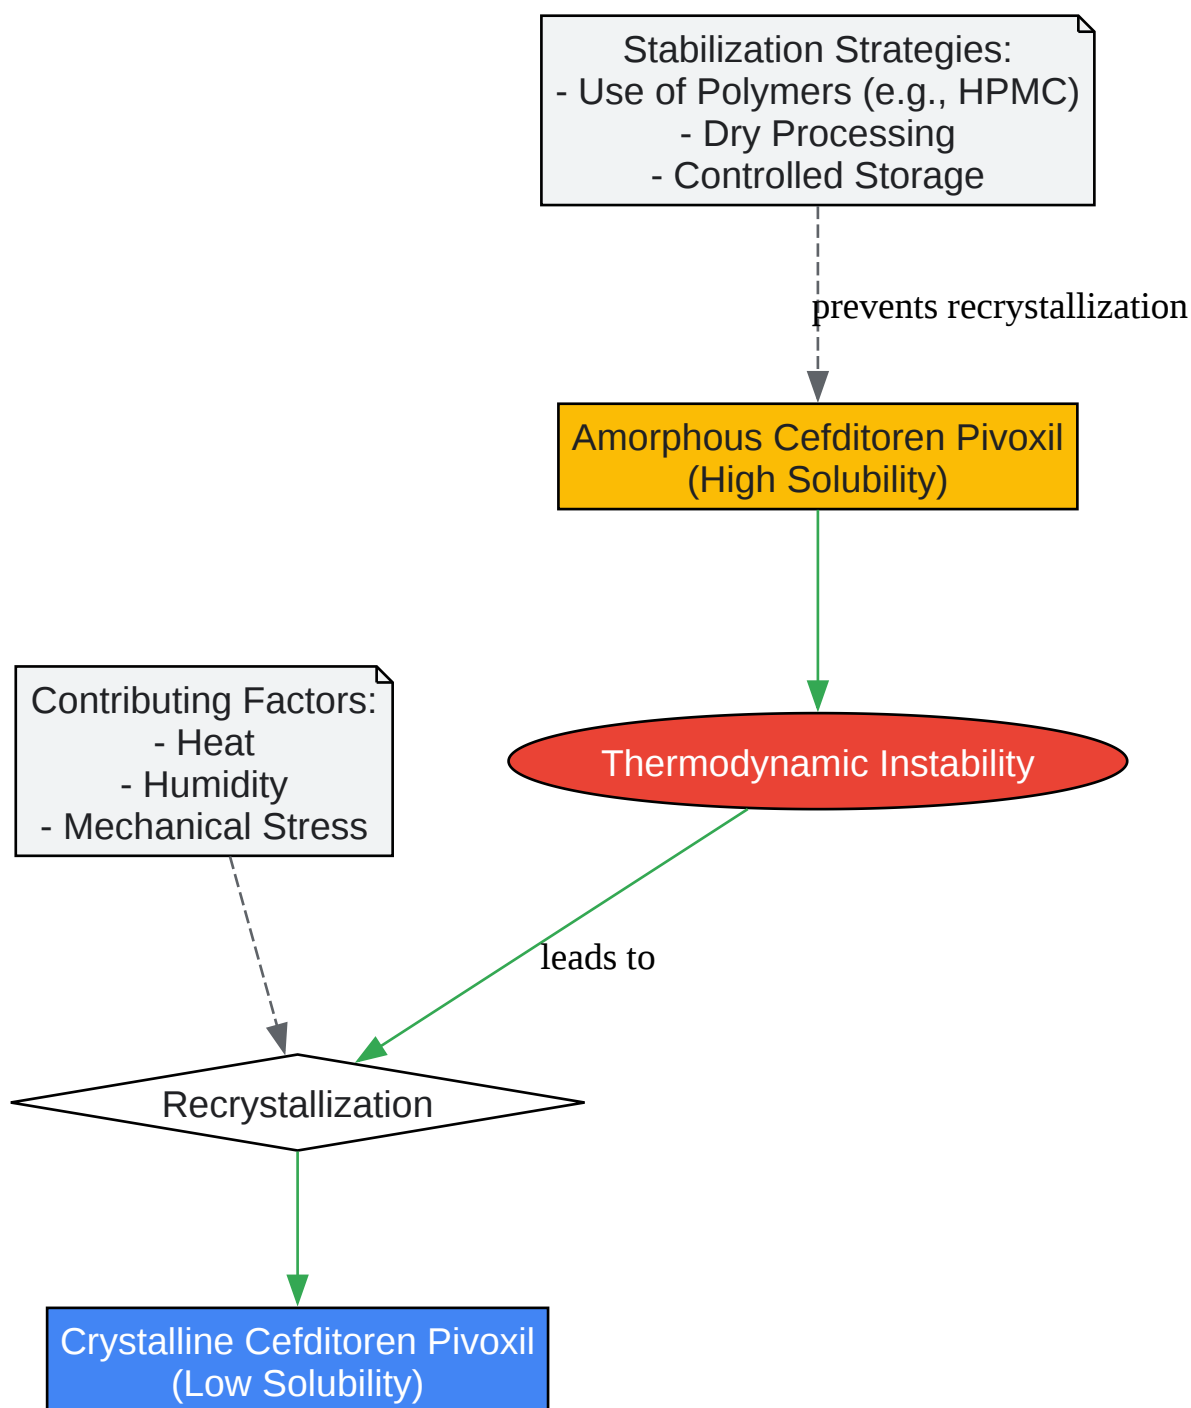 Stabilization Strategies:
- Use of Polymers (e.g., HPMC)
- Dry Processing
- Controlled Storage
prevents recrystallization
Amorphous Cefditoren Pivoxil
(High Solubility)
Contributing Factors:
- Heat
- Humidity
- Mechanical Stress
Thermodynamic Instability
leads to
Recrystallization
Crystalline Cefditoren Pivoxil
(Low Solubility)